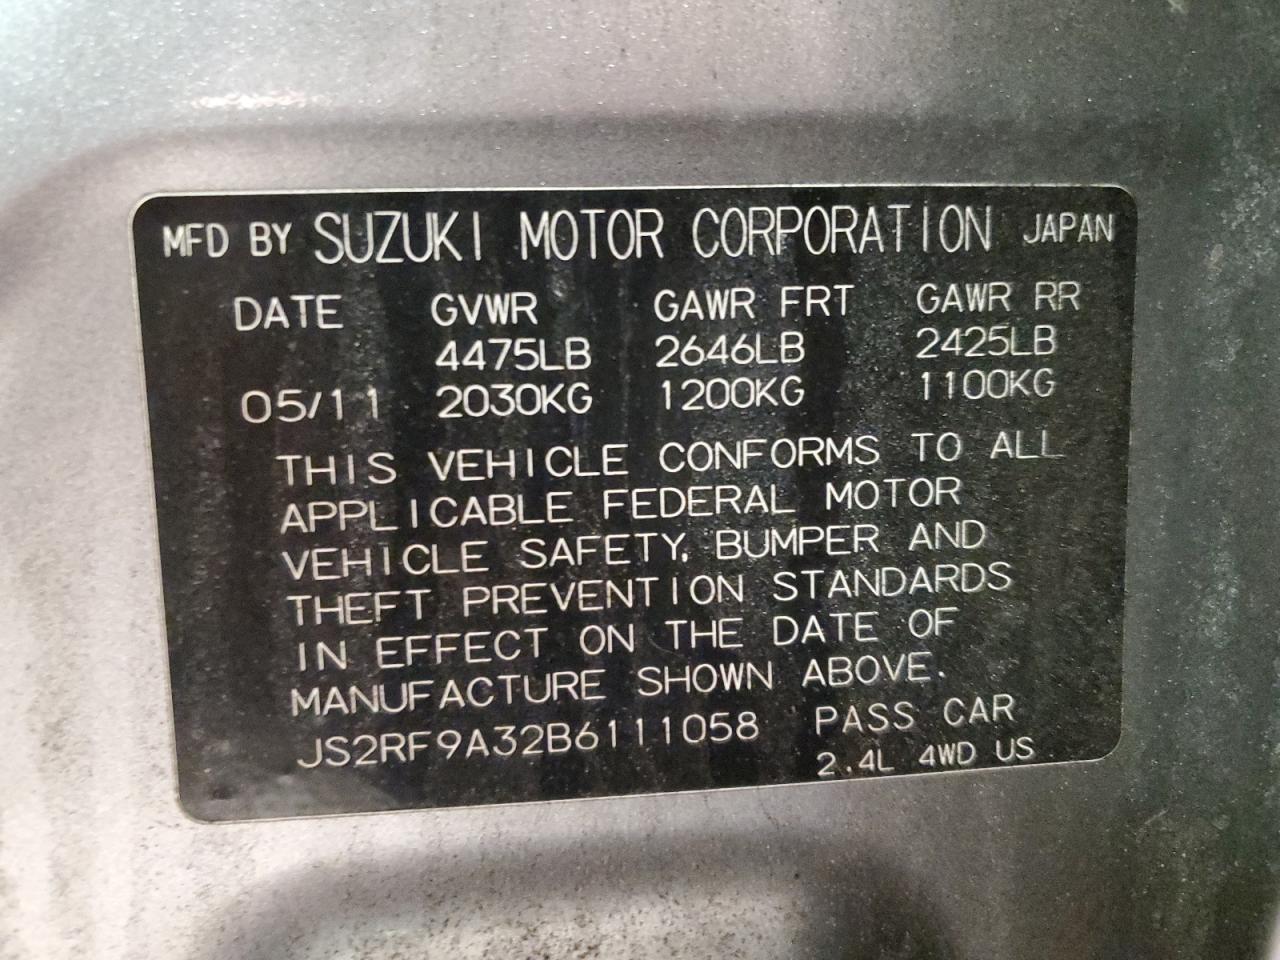 MFD BY SUZUKI MOTOR CORPORATION JAPAN
DATE GVWR GAWR FRT GAWR RR
4475LB 2646LB 2425LB
05/11 2030KG 1200KG 1100KG
THIS VEHICLE CONFORMS TO ALL
APPLICABLE FEDERAL MOTOR
VEHICLE SAFETY, BUMPER AND
THEFT PREVENTION STANDARDS
IN EFFECT ON THE DATE OF
MANUFACTURE SHOWN ABOVE.
JS2RF9A32B6111058 PASS CAR
2.4L 4WD US